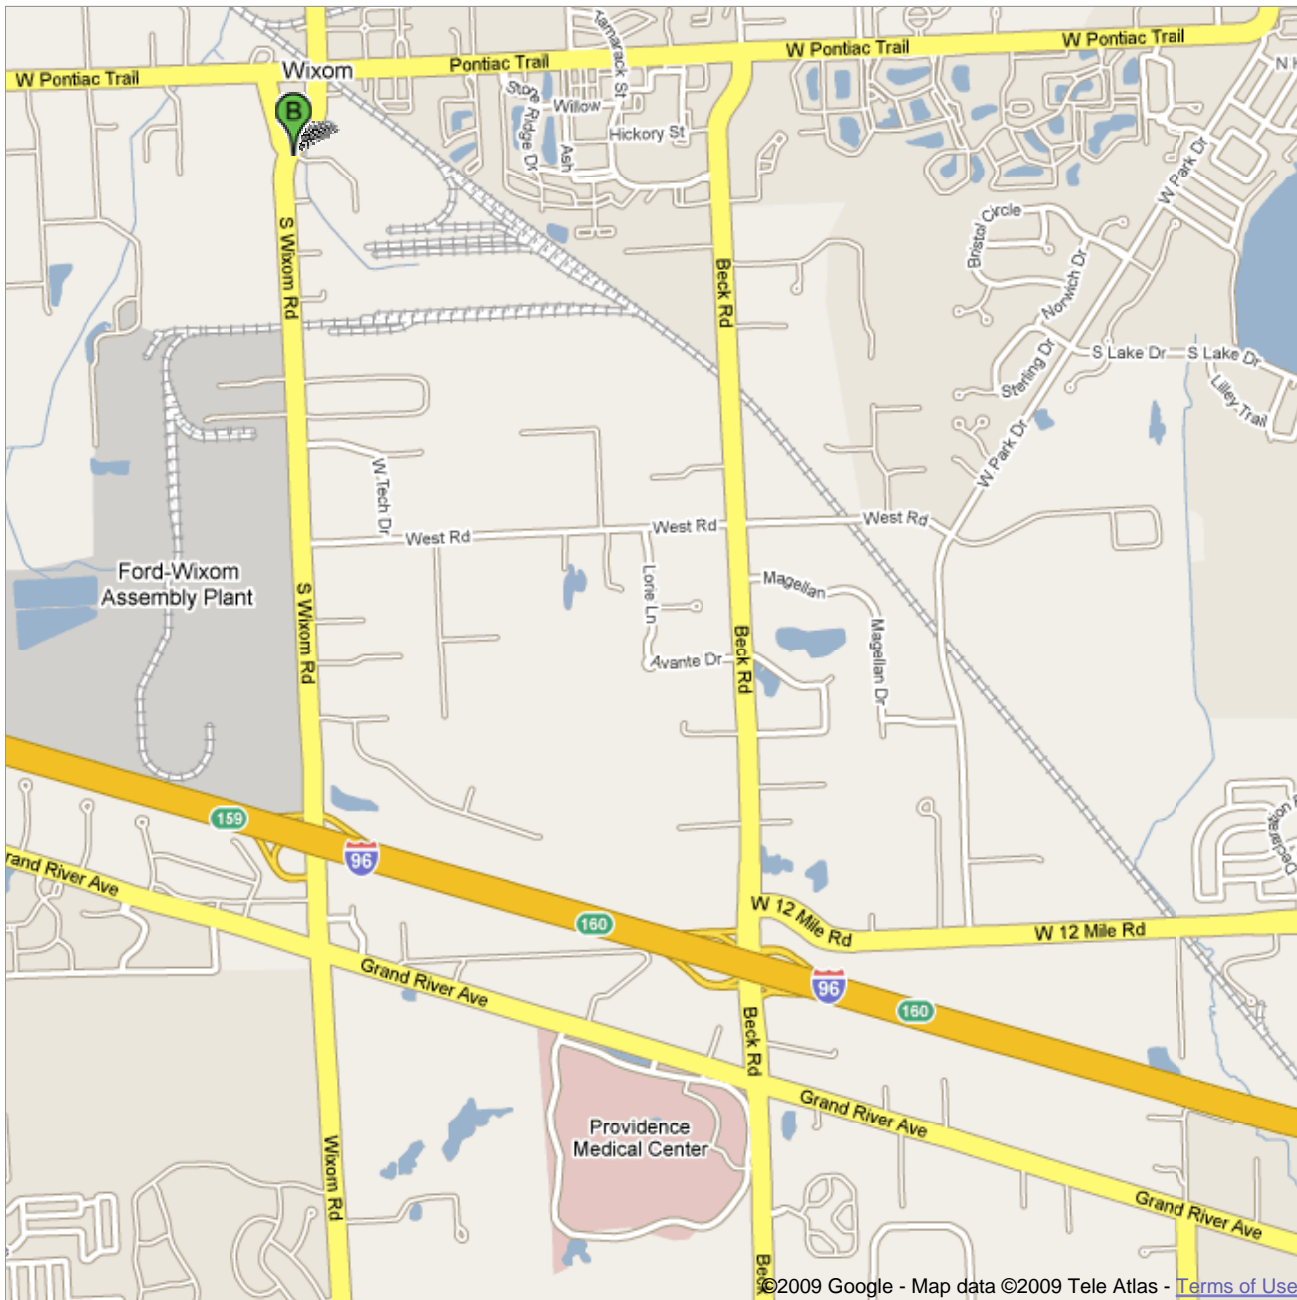 W Pontiac Trail
Wixom
Pontiac Trail
W Pontiac Trail
W Pontiac Trail
B
Tamarack St
Stone Ridge Dr
Willow
Ash
Hickory St
W Park Dr
Bristol Circle
Norwich Dr
Sterling Dr
S Lake Dr
S Lake Dr
Lilley Trail
S Wixom Rd
Beck Rd
W Park Dr
W Tech Dr
West Rd
West Rd
West Rd
Ford-Wixom
Assembly Plant
S Wixom Rd
Lorie Ln
Magellan
Magellan Dr
Avante Dr
Beck Rd
159
96
160
W 12 Mile Rd
W 12 Mile Rd
96
160
rand River Ave
Grand River Ave
Beck Rd
Grand River Ave
Providence
Medical Center
Wixom Rd
Grand River Ave
Beck
©2009 Google - Map data ©2009 Tele Atlas - Terms of Use